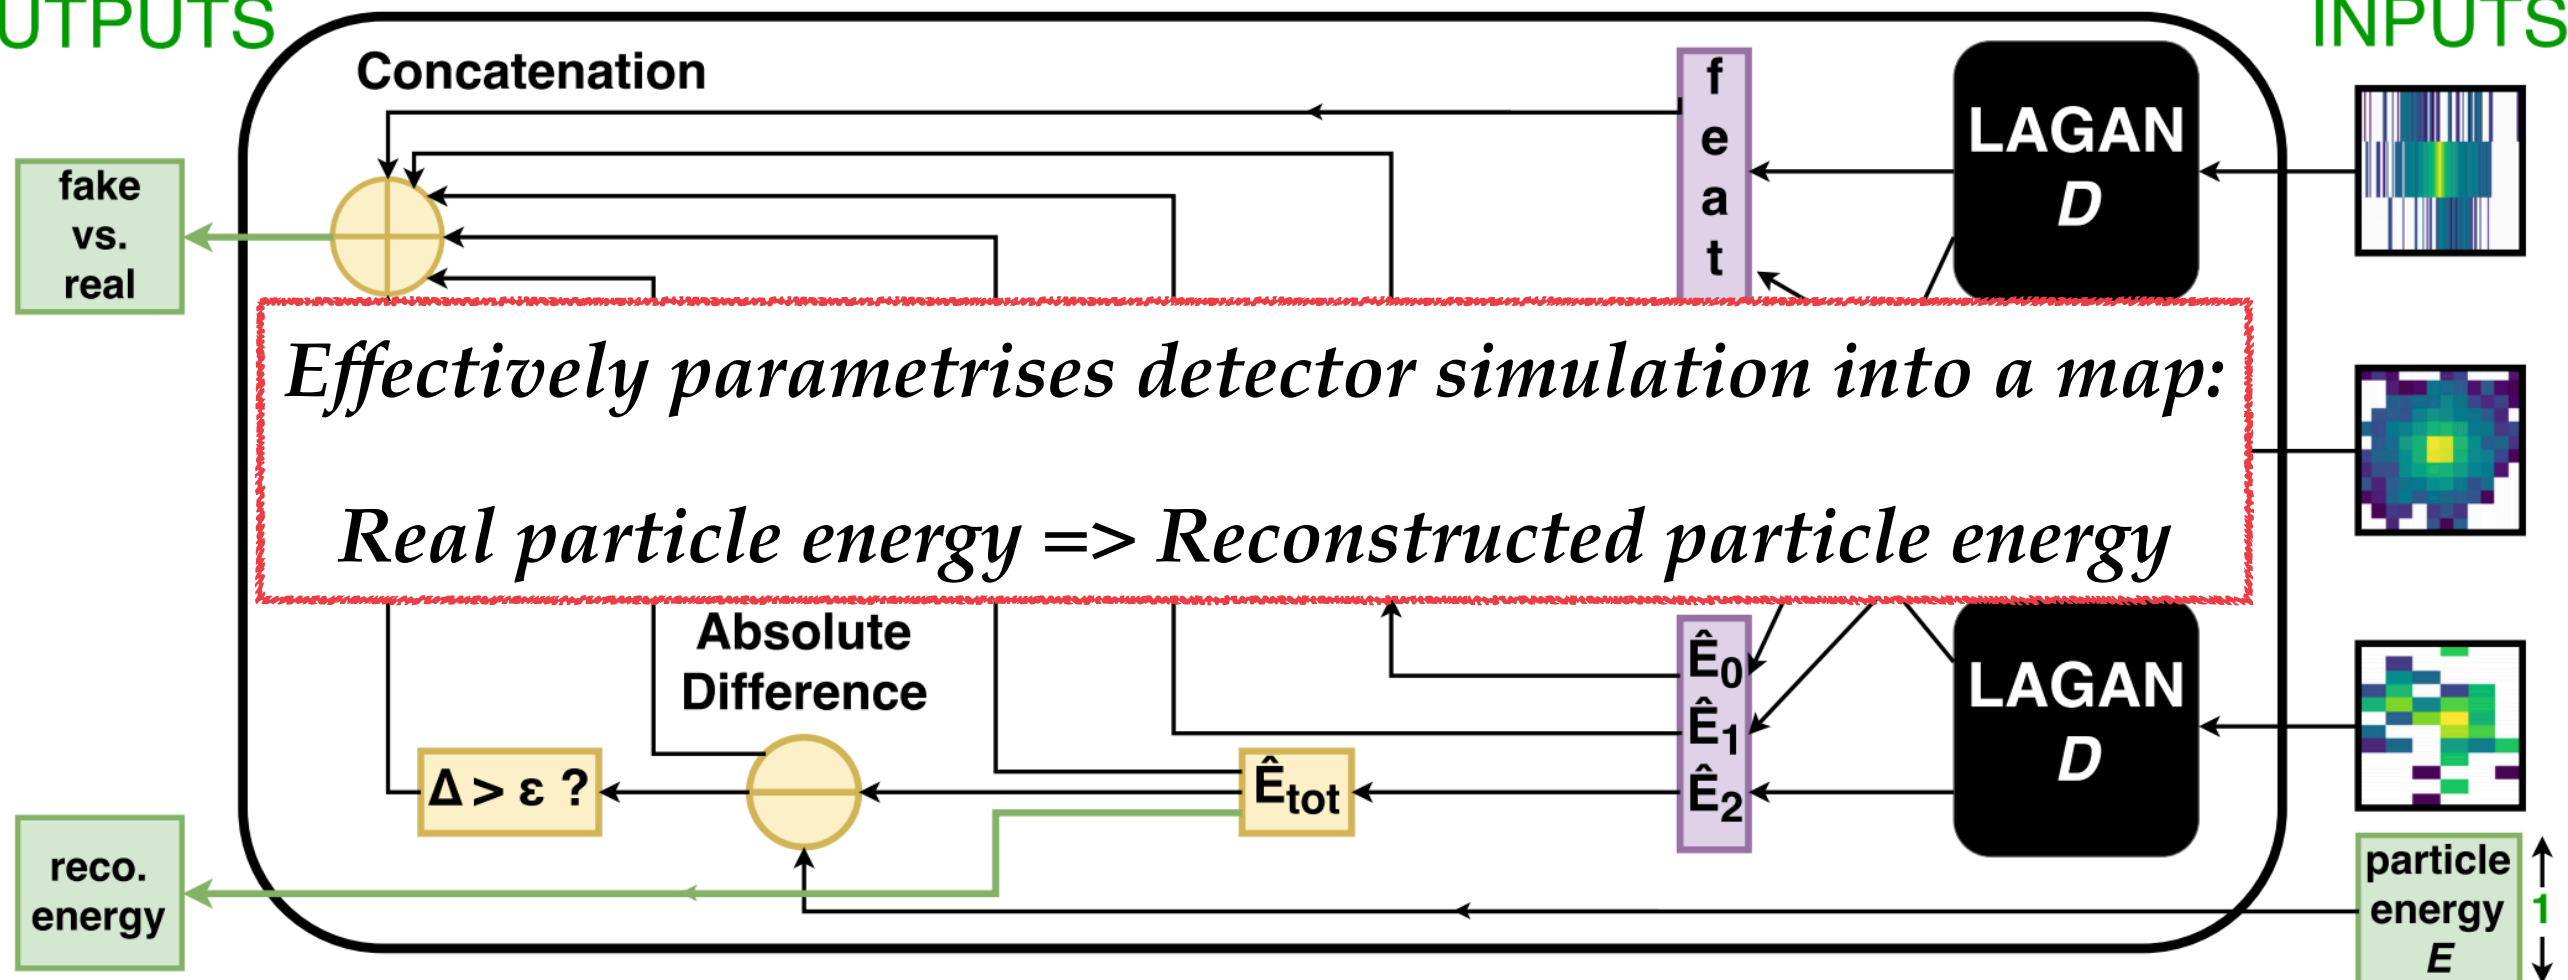 UTPUTS
INPUTS
Concatenation
f
e
a
t
LAGAN
D
fake
vs.
real
Effectively parametrises detector simulation into a map:
Real particle energy => Reconstructed particle energy
Absolute
Difference
Ê0
Ê1
Ê2
LAGAN
D
Δ > ε ?
Êtot
reco.
energy
particle
energy
E
1